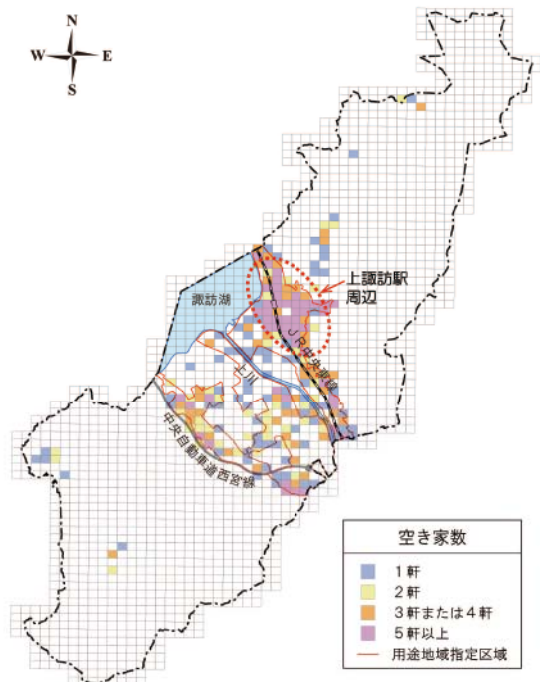 N
W E
S
上諏訪駅
周辺
諏訪湖
JR中央東線
上川
中央自動車道西宮線
空き家数
1軒
2軒
3軒または4軒
5軒以上
用途地域指定区域